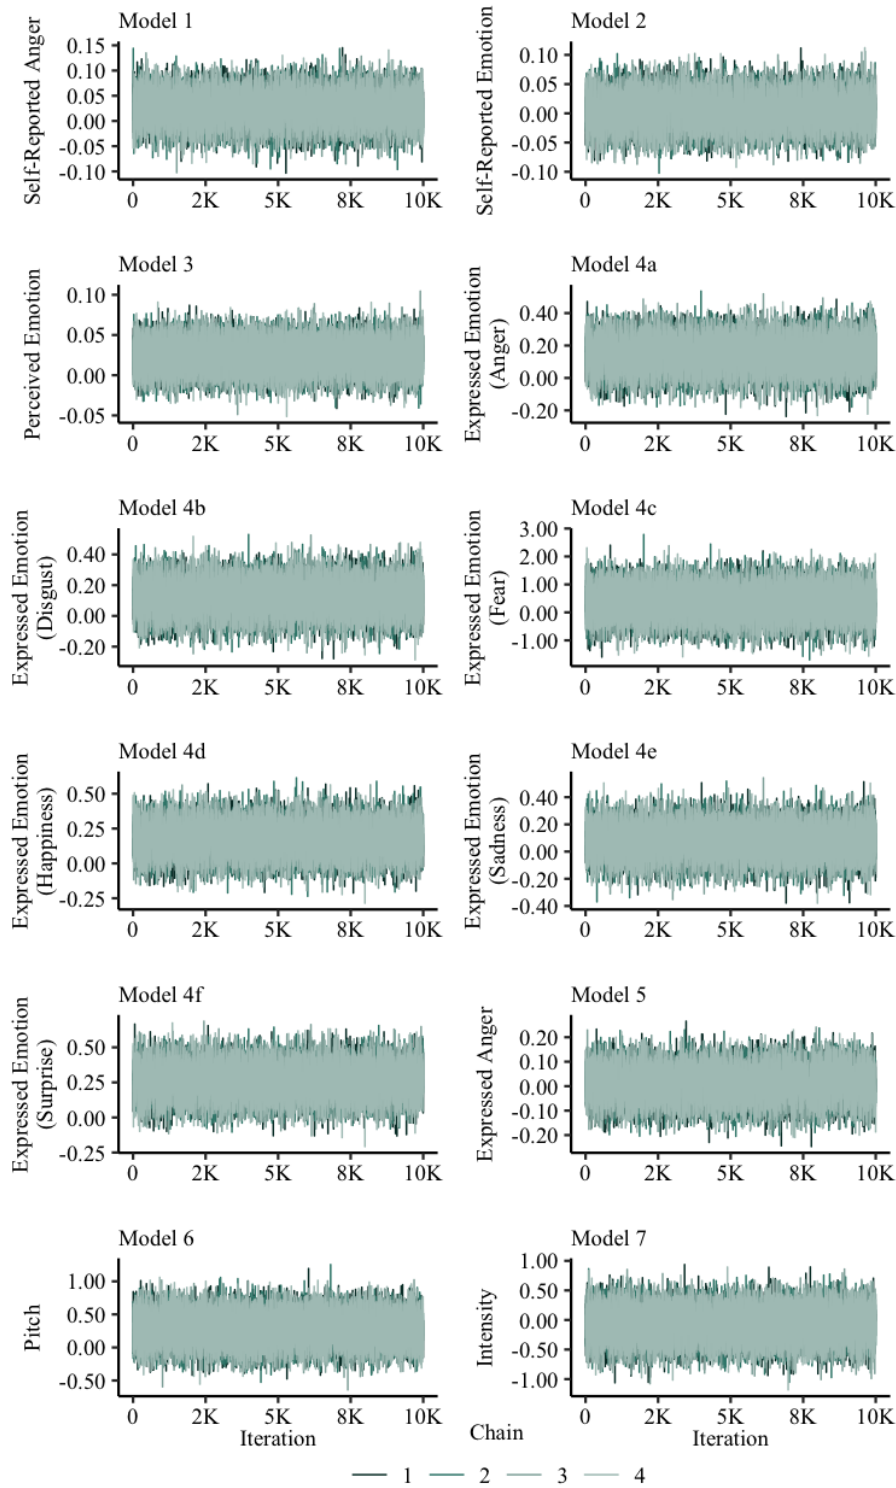 Model 1
Self-Reported Anger
0.15
0.10
0.05
0.00
-0.05
-0.10
0 2K 5K 8K 10K
Model 2
Self-Reported Emotion
0.10
0.05
0.00
-0.05
-0.10
0 2K 5K 8K 10K
Model 3
Perceived Emotion
0.10
0.05
0.00
-0.05
0 2K 5K 8K 10K
Model 4a
Expressed Emotion
(Anger)
0.40
0.20
0.00
-0.20
0 2K 5K 8K 10K
Model 4b
Expressed Emotion
(Disgust)
0.40
0.20
0.00
-0.20
0 2K 5K 8K 10K
Model 4c
Expressed Emotion
(Fear)
3.00
2.00
1.00
0.00
-1.00
0 2K 5K 8K 10K
Model 4d
Expressed Emotion
(Happiness)
0.50
0.25
0.00
-0.25
0 2K 5K 8K 10K
Model 4e
Expressed Emotion
(Sadness)
0.40
0.20
0.00
-0.20
-0.40
0 2K 5K 8K 10K
Model 4f
Expressed Emotion
(Surprise)
0.50
0.25
0.00
-0.25
0 2K 5K 8K 10K
Model 5
Expressed Anger
0.20
0.10
0.00
-0.10
-0.20
0 2K 5K 8K 10K
Model 6
Pitch
1.00
0.50
0.00
-0.50
0 2K 5K 8K 10K
Iteration
Model 7
Intensity
1.00
0.50
0.00
-0.50
-1.00
0 2K 5K 8K 10K
Iteration
Chain
1 2 3 4